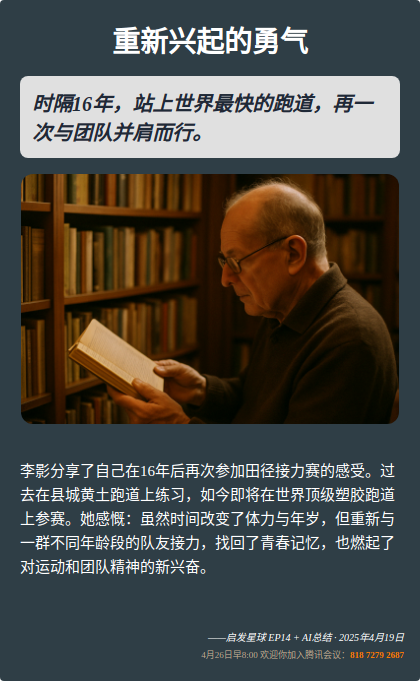 重新兴起的勇气
时隔16年，站上世界最快的跑道，再一
次与团队并肩而行。
李影分享了自己在16年后再次参加田径接力赛的感受。过
去在县城黄土跑道上练习，如今即将在世界顶级塑胶跑道
上参赛。她感慨：虽然时间改变了体力与年岁，但重新与
一群不同年龄段的队友接力，找回了青春记忆，也燃起了
对运动和团队精神的新兴奋。
——启发星球 EP14 + AI总结 · 2025年4月19日
4月26日早8:00 欢迎你加入腾讯会议：818 7279 2687